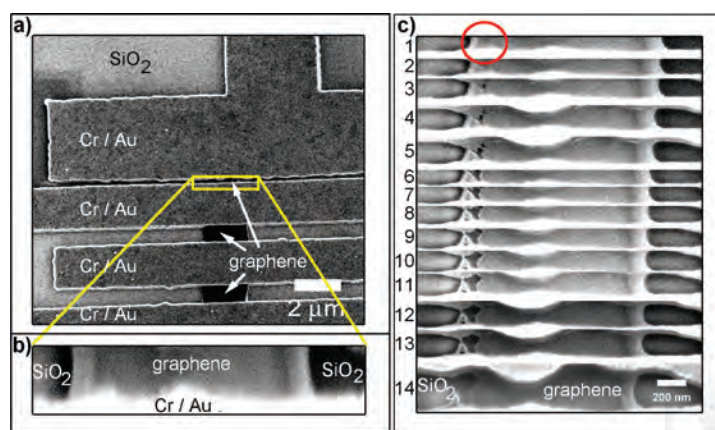 a)
SiO2
Cr / Au
Cr / Au
graphene
Cr / Au
2 μm
Cr / Au
b)
SiO2
graphene
SiO2
Cr / Au
c)
1
2
3
4
5
6
7
8
9
10
11
12
13
14
SiO2
graphene
200 nm